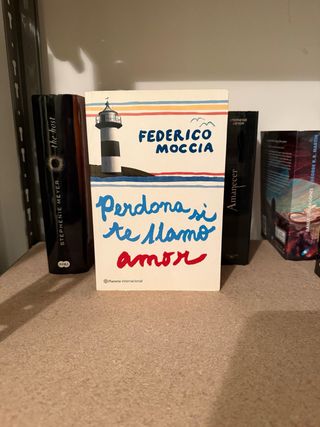 the host
STEPHENIE MEYER
FEDERICO
MOCCIA
Perdona si
te llamo
amor
Planeta Internacional
Amanecer